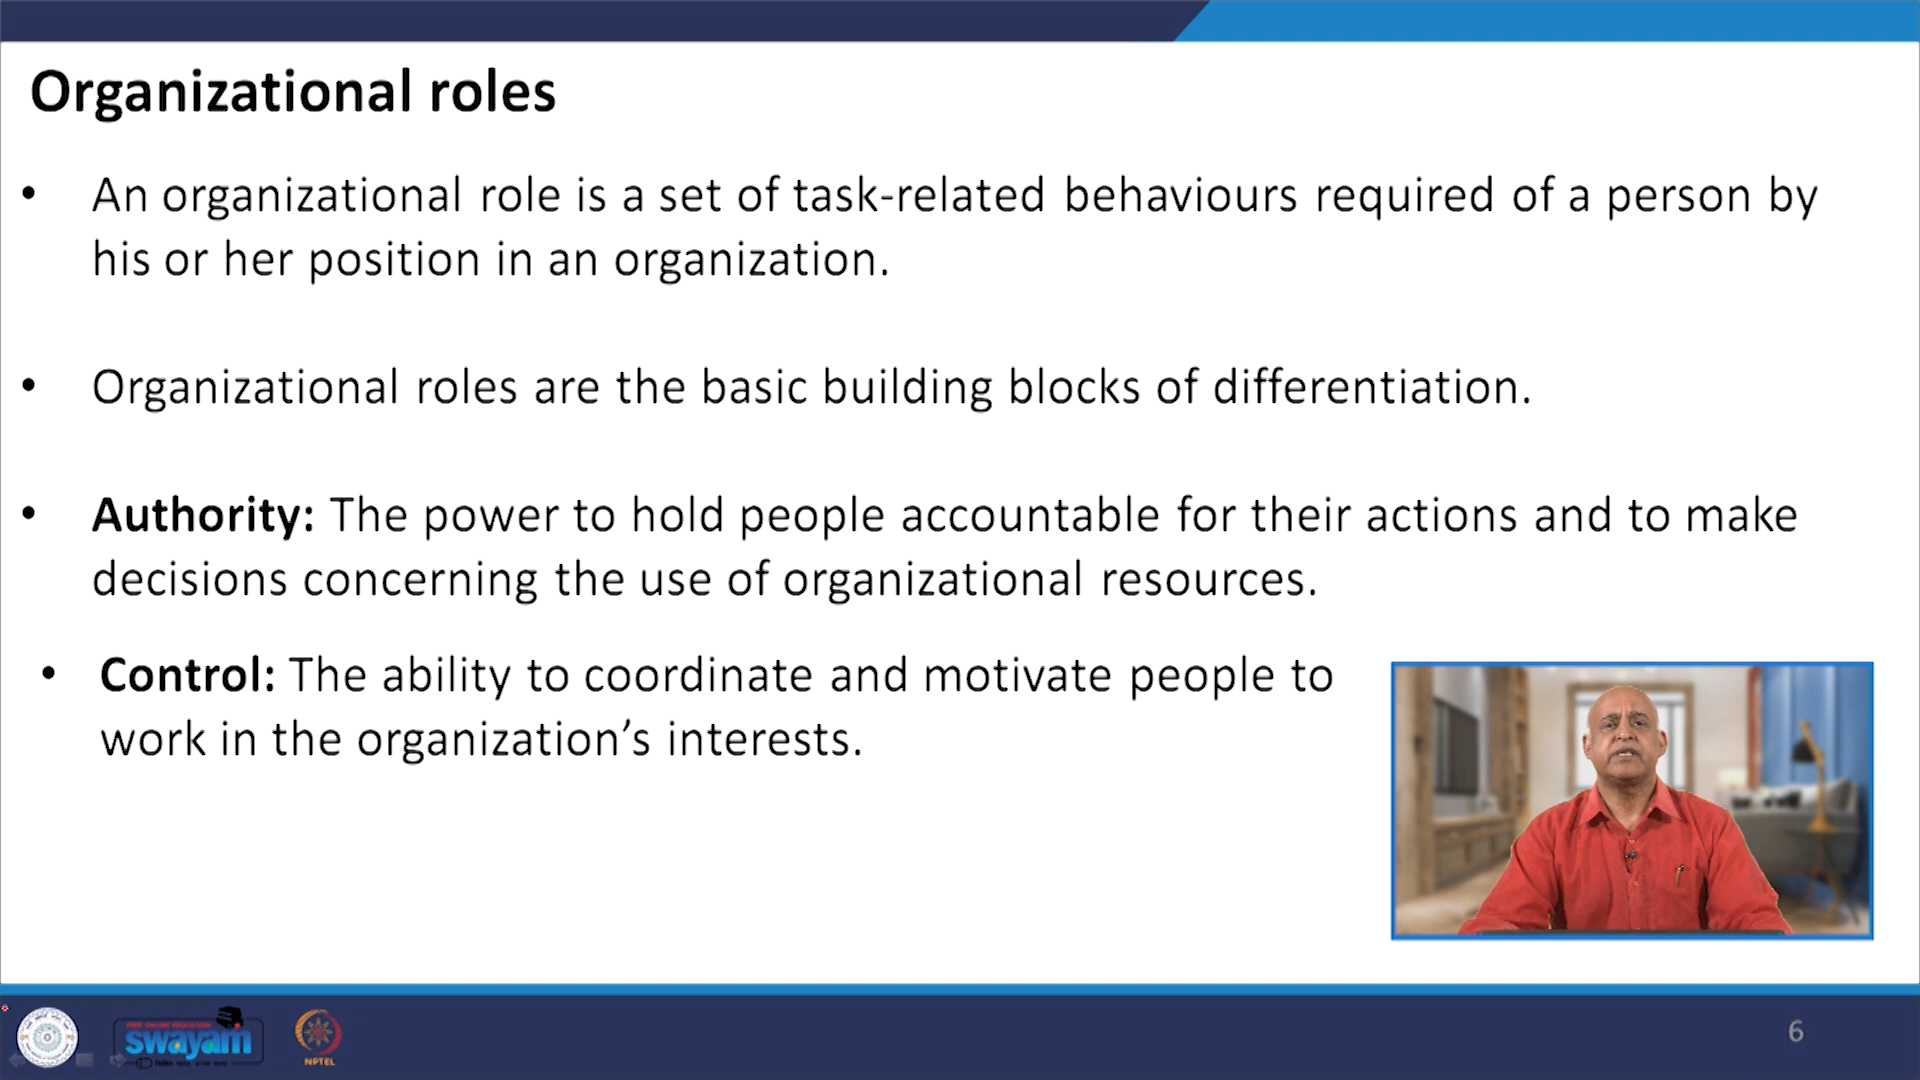 Organizational roles
• An organizational role is a set of task-related behaviours required of a person by
his or her position in an organization.
• Organizational roles are the basic building blocks of differentiation.
• Authority: The power to hold people accountable for their actions and to make
decisions concerning the use of organizational resources.
• Control: The ability to coordinate and motivate people to
work in the organization’s interests.
FREE ONLINE EDUCATION
swayam
NPTEL
6